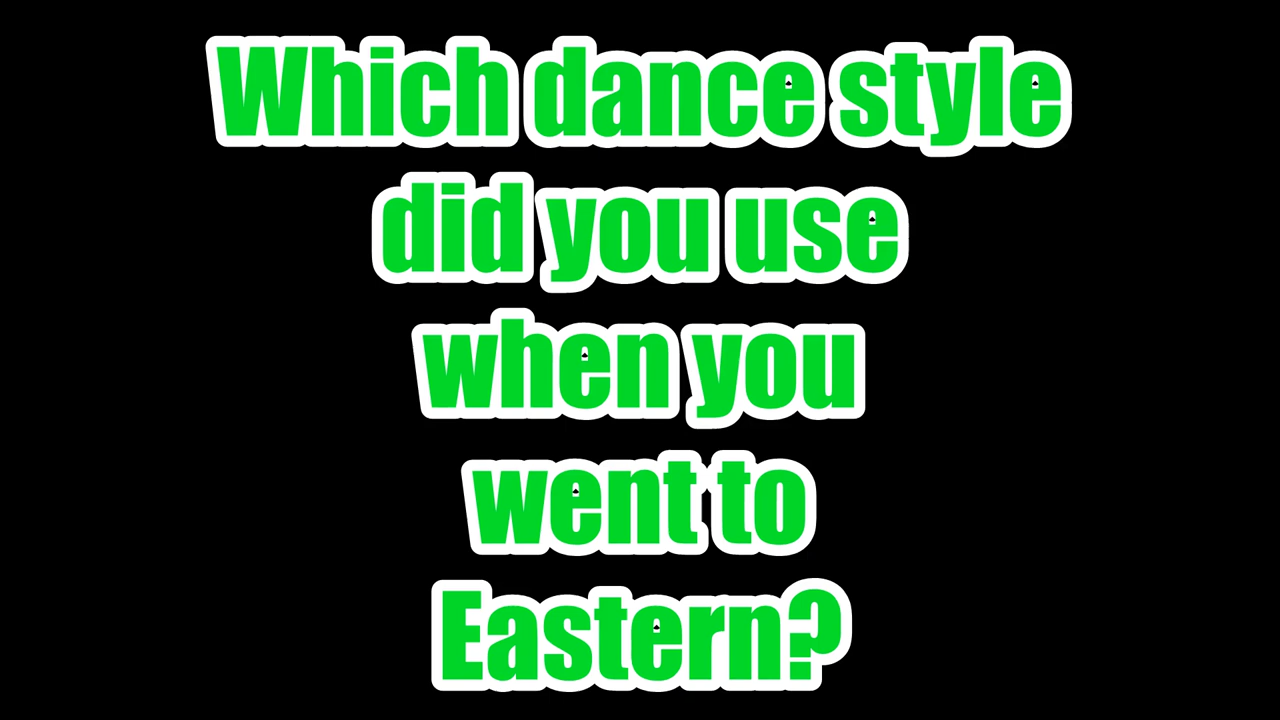 Which dance style
did you use
when you
went to
Eastern?